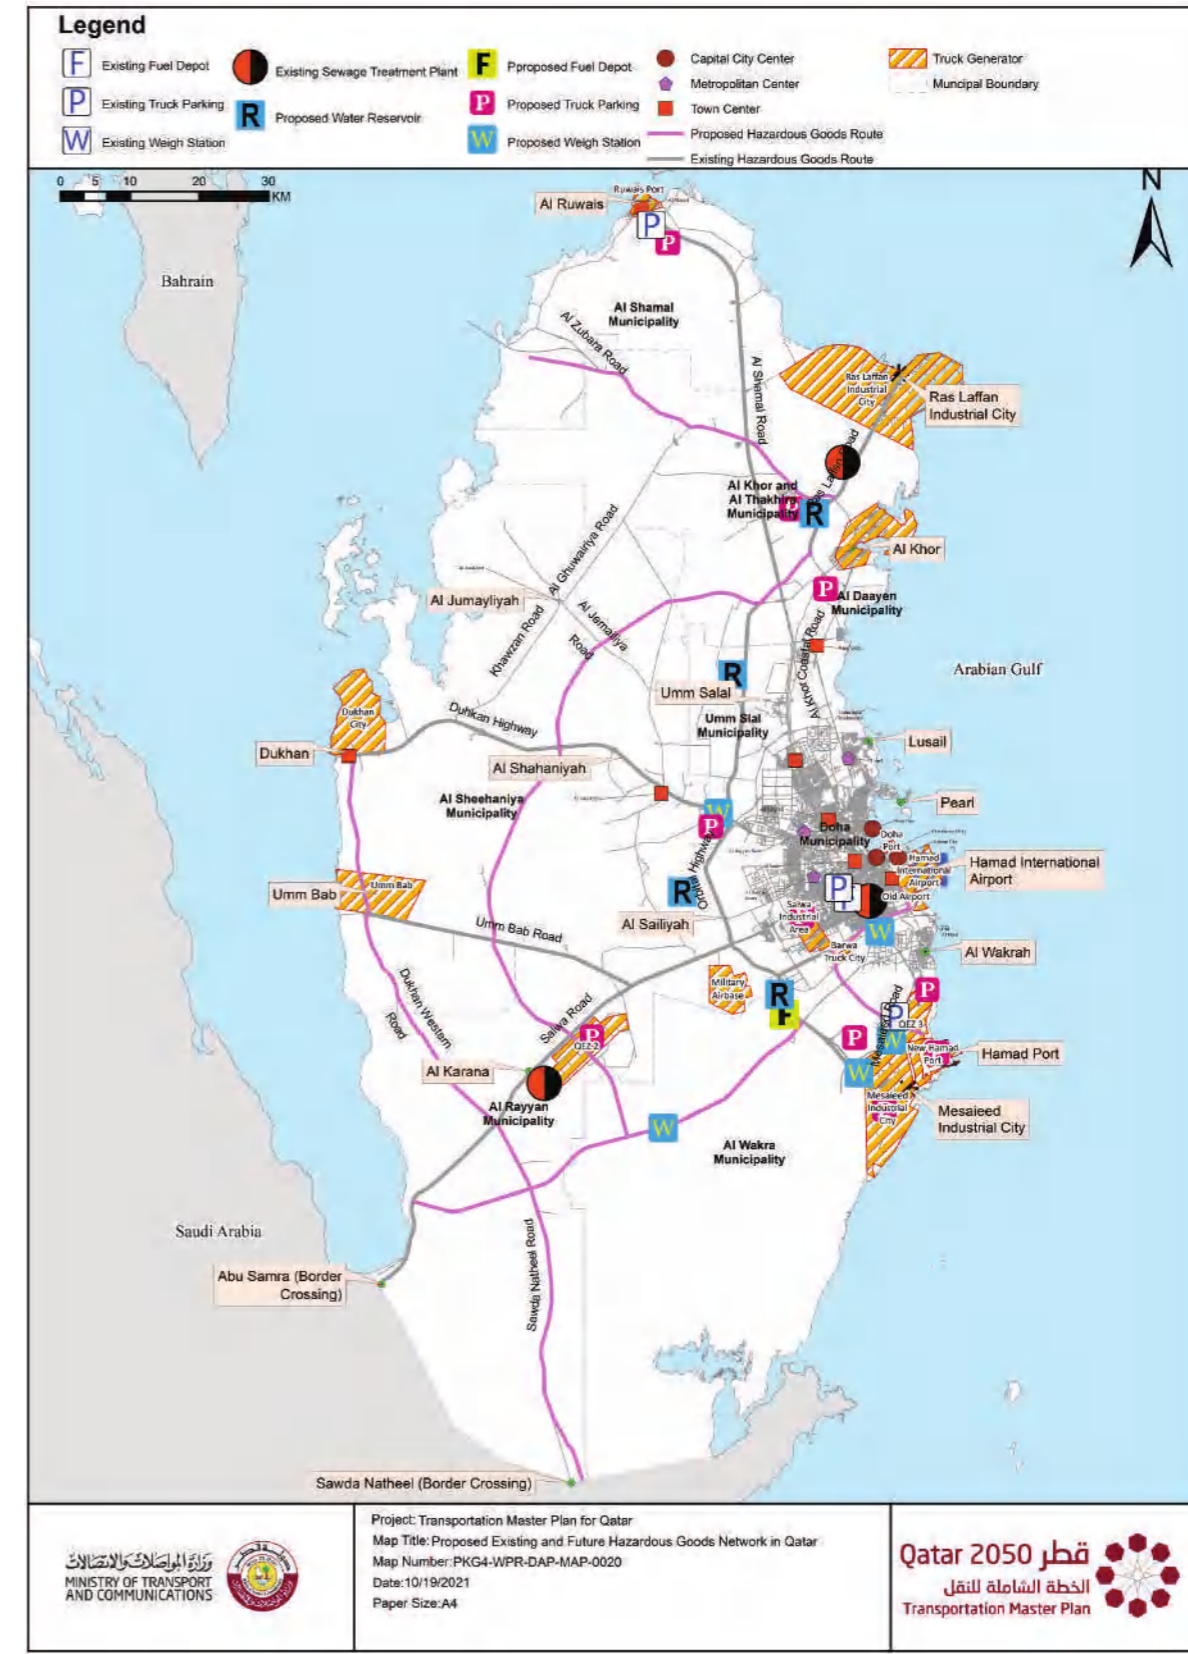 Legend
F Existing Fuel Depot
P Existing Truck Parking
W Existing Weigh Station
Existing Sewage Treatment Plant
R Proposed Water Reservoir
F Pproposed Fuel Depot
P Proposed Truck Parking
W Proposed Weigh Station
Capital City Center
Metropolitan Center
Town Center
Proposed Hazardous Goods Route
Existing Hazardous Goods Route
Truck Generator
Muncipal Boundary
0 5 10 20 30
KM
N
Ruwais Port
Al Ruwais
P
P
Bahrain
Al Shamal
Municipality
Al Zubara Road
Al Shamal Road
Ras Laffan
Industrial
City
Ras Laffan
Industrial City
Ras Laffan Road
Al Khor and
Al Thakhira
Municipality
P
R
Al Khor
Al Ghuwairiya Road
Al Jumayliyah
Khawzan Road
Al Jemailiya
Road
P
Al Daayen
Municipality
Al Khor Coastal Road
Arabian Gulf
R
Umm Salal
Umm Slal
Municipality
Dukhan
City
Duhkan Highway
Dukhan
Lusail
Al Shahaniyah
Al Sheehaniya
Municipality
W
P
Pearl
Doha
Municipality
Doha
Port
Hamad
International
Airport
Hamad International
Airport
Old Airport
Orbital Highway
Umm Bab
Umm Bab
R
P
P
Al Sailiyah
Salwa
Industrial
Area
W
Umm Bab Road
Barwa
Truck City
Al Wakrah
Military
Airbase
R
F
P
Dukhan Western
Road
Salwa Road
P
QEZ-2
P
QEZ 3
Mesaieed Road
P
W
New Hamad
Port
Hamad Port
Al Karana
W
Mesaieed
Industrial
City
Mesaieed
Industrial City
Al Rayyan
Municipality
W
Al Wakra
Municipality
Saudi Arabia
Sawda Natheel Road
Abu Samra (Border
Crossing)
Sawda Natheel (Border Crossing)
وزارة المواصلات والاتصالات
MINISTRY OF TRANSPORT
AND COMMUNICATIONS
Project: Transportation Master Plan for Qatar
Map Title: Proposed Existing and Future Hazardous Goods Network in Qatar
Map Number:PKG4-WPR-DAP-MAP-0020
Date:10/19/2021
Paper Size:A4
Qatar 2050 قطر
الخطة الشاملة للنقل
Transportation Master Plan